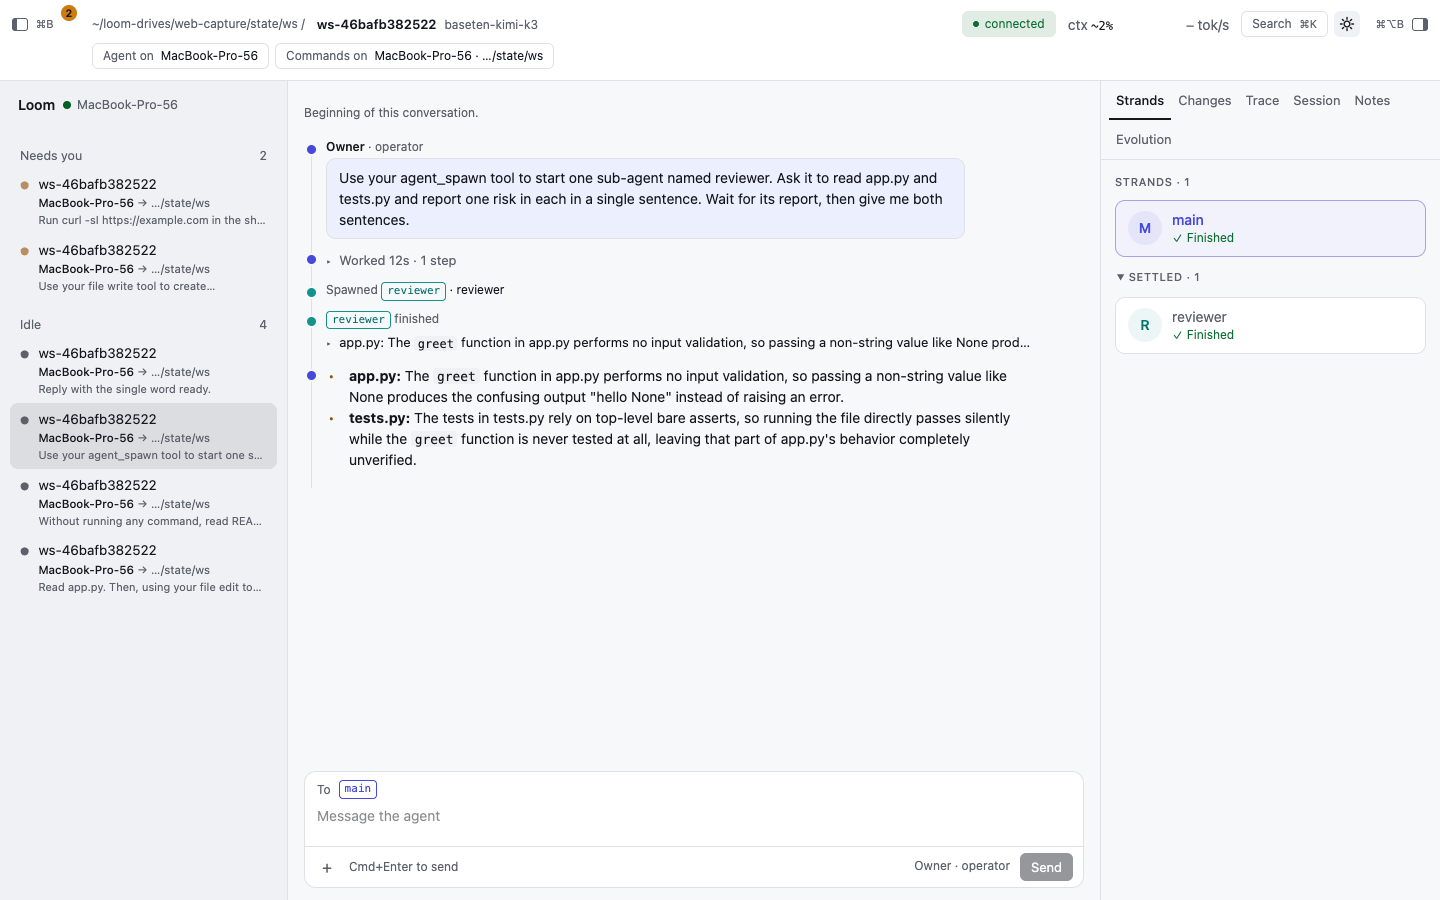 ⌘B
2
~/loom-drives/web-capture/state/ws / ws-46bafb382522 baseten-kimi-k3
connected
ctx ~2%
– tok/s
Search ⌘K
⌘⌥B
Agent on MacBook-Pro-56
Commands on MacBook-Pro-56 · …/state/ws
Loom MacBook-Pro-56
Needs you 2
ws-46bafb382522
MacBook-Pro-56 → …/state/ws
Run curl -sI https://example.com in the sh…
ws-46bafb382522
MacBook-Pro-56 → …/state/ws
Use your file write tool to create…
Idle 4
ws-46bafb382522
MacBook-Pro-56 → …/state/ws
Reply with the single word ready.
ws-46bafb382522
MacBook-Pro-56 → …/state/ws
Use your agent_spawn tool to start one s…
ws-46bafb382522
MacBook-Pro-56 → …/state/ws
Without running any command, read REA…
ws-46bafb382522
MacBook-Pro-56 → …/state/ws
Read app.py. Then, using your file edit to…
Beginning of this conversation.
Owner · operator
Use your agent_spawn tool to start one sub-agent named reviewer. Ask it to read app.py and
tests.py and report one risk in each in a single sentence. Wait for its report, then give me both
sentences.
Worked 12s · 1 step
Spawned reviewer · reviewer
reviewer finished
app.py: The greet function in app.py performs no input validation, so passing a non-string value like None prod…
• app.py: The greet function in app.py performs no input validation, so passing a non-string value like
None produces the confusing output "hello None" instead of raising an error.
• tests.py: The tests in tests.py rely on top-level bare asserts, so running the file directly passes silently
while the greet function is never tested at all, leaving that part of app.py's behavior completely
unverified.
To main
Message the agent
+ Cmd+Enter to send
Owner · operator
Send
Strands Changes Trace Session Notes
Evolution
STRANDS · 1
M
main
✓ Finished
▼ SETTLED · 1
R
reviewer
✓ Finished